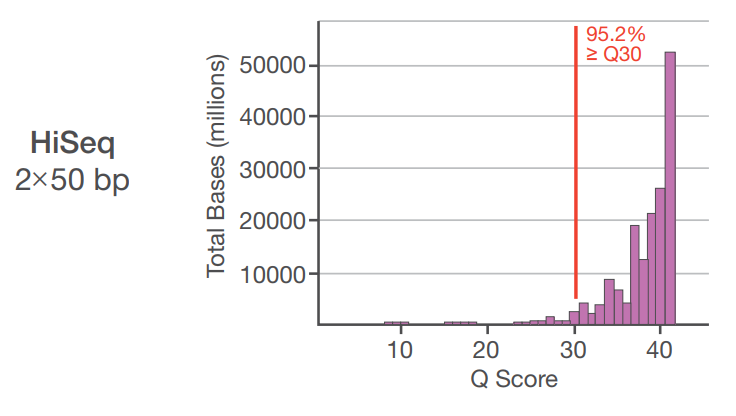 HiSeq
2×50 bp
Total Bases (millions)
50000
40000
30000
20000
10000
95.2%
≥ Q30
10 20 30 40
Q Score